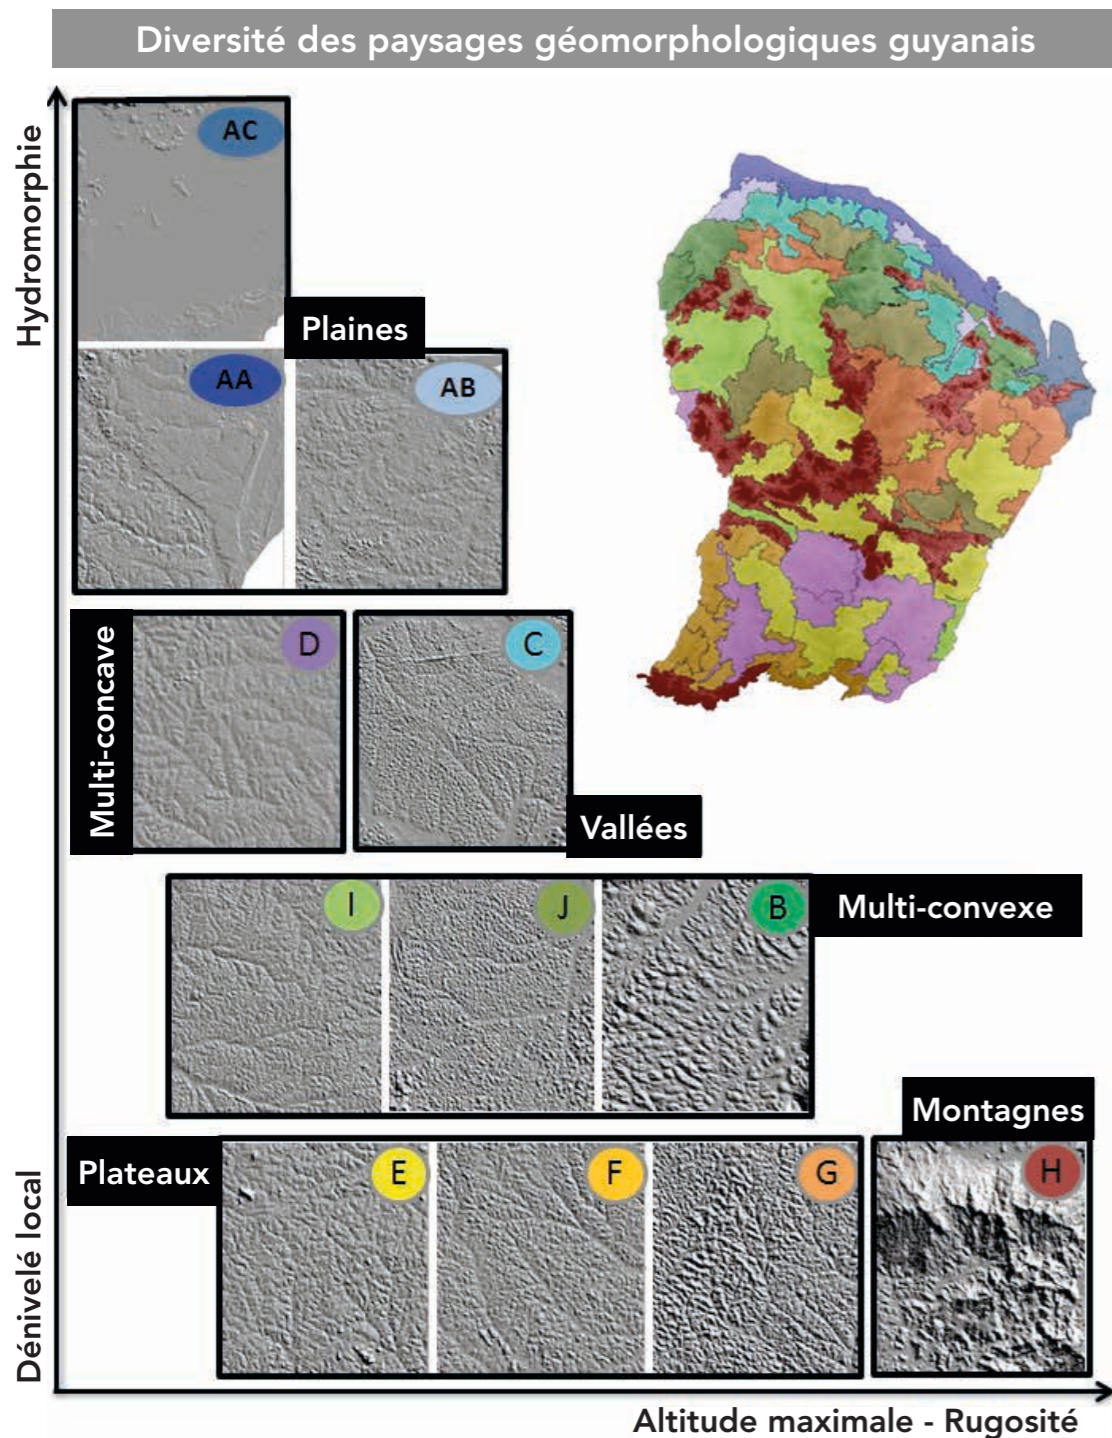 Diversité des paysages géomorphologiques guyanais
Hydromorphie
AC
Plaines
AA
AB
Multi-concave
D
C
Vallées
I
J
B
Multi-convexe
Montagnes
Plateaux
E
F
G
H
Dénivelé local
Altitude maximale - Rugosité